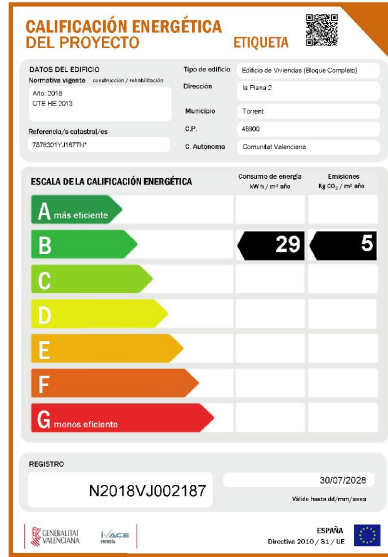 CALIFICACIÓN ENERGÉTICA
DEL PROYECTO
ETIQUETA
DATOS DEL EDIFICIO
Normativa vigente construcción / rehabilitación
Año: 2018
CTE HE 2013
Referencia/s catastral/es
7876301YJ1677N*
Tipo de edificio Edificio de Viviendas (Bloque Completo)
Dirección la Plana 2
Municipio Torrent
C.P. 46900
C. Autónoma Comunitat Valenciana
ESCALA DE LA CALIFICACIÓN ENERGÉTICA
Consumo de energía
kW h / m² año
Emisiones
Kg CO₂ / m² año
A más eficiente
B 29 5
C
D
E
F
G menos eficiente
REGISTRO
N2018VJ002187
30/07/2028
Válido hasta dd/mm/aaaa
GENERALITAT
VALENCIANA
IVACE
ENERGÍA
ESPAÑA
Directiva 2010 / 31 / UE